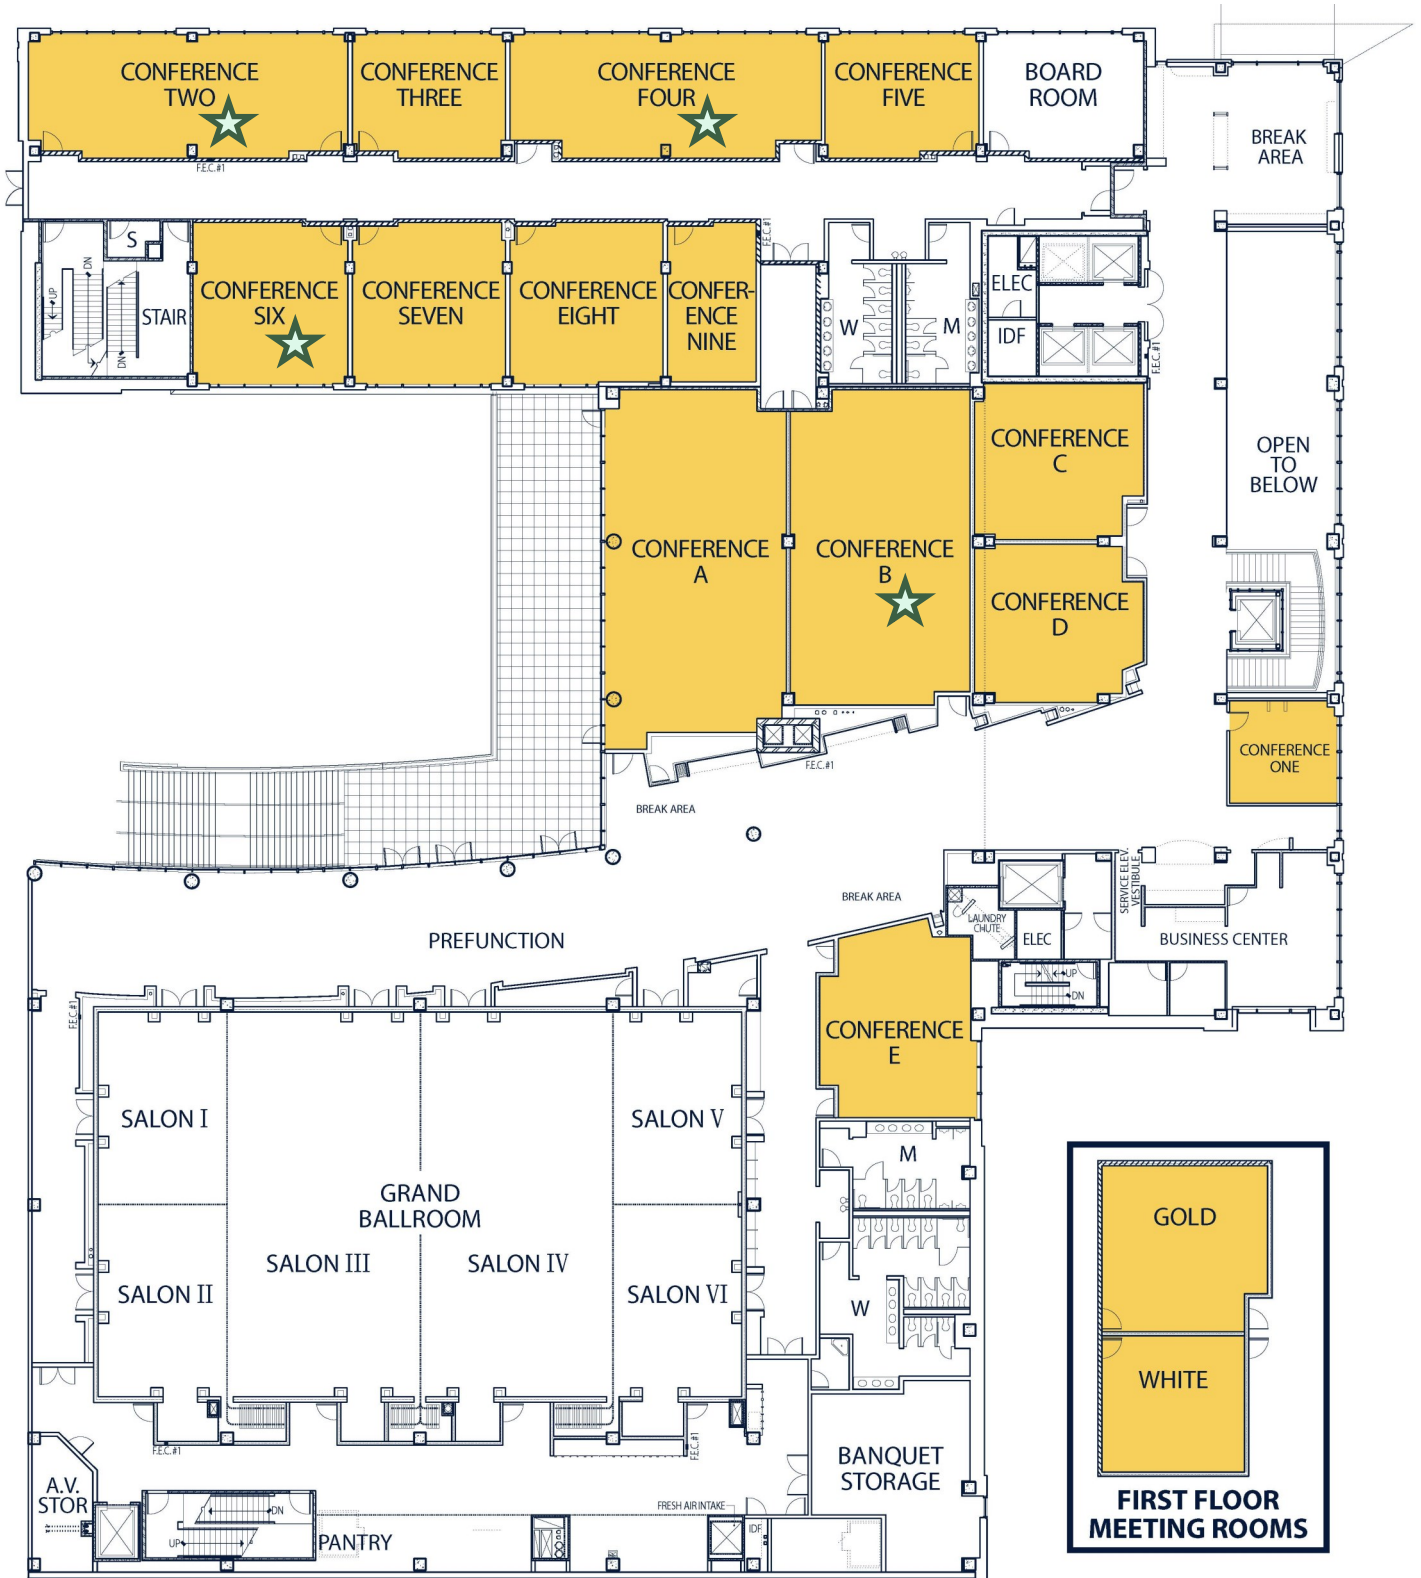 CONFERENCE
TWO
CONFERENCE
THREE
CONFERENCE
FOUR
CONFERENCE
FIVE
BOARD
ROOM
BREAK
AREA
F.E.C. #1
S
DN
UP
STAIR
DN
CONFERENCE
SIX
CONFERENCE
SEVEN
CONFERENCE
EIGHT
CONFER-
ENCE
NINE
F.E.C. #1
W
M
ELEC
IDF
F.E.C. #1
CONFERENCE
A
CONFERENCE
B
CONFERENCE
C
CONFERENCE
D
OPEN
TO
BELOW
CONFERENCE
ONE
F.E.C. #1
BREAK AREA
BREAK AREA
LAUNDRY
CHUTE
ELEC
SERVICE ELEV.
VESTIBULE
BUSINESS CENTER
UP
DN
PREFUNCTION
F.E.C. #1
CONFERENCE
E
SALON I
SALON V
GRAND
BALLROOM
SALON III
SALON IV
SALON II
SALON VI
M
W
F.E.C. #1
F.E.C. #1
A.V.
STOR
DN
UP
PANTRY
FRESH AIR INTAKE
IDF
BANQUET
STORAGE
GOLD
WHITE
FIRST FLOOR
MEETING ROOMS